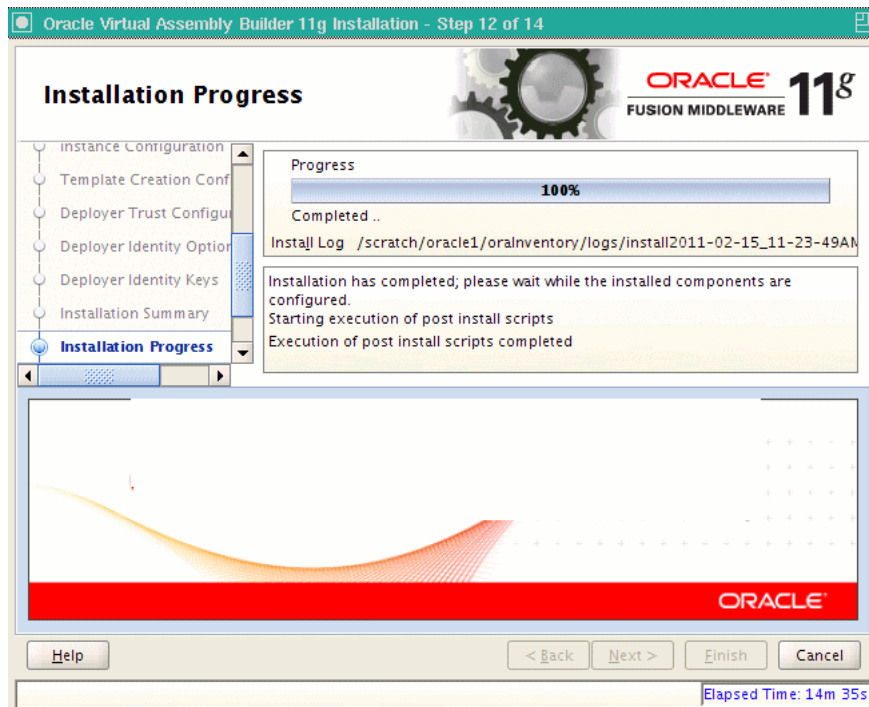 Oracle Virtual Assembly Builder 11g Installation - Step 12 of 14
Installation Progress
ORACLE
FUSION MIDDLEWARE
11g
Instance Configuration
Template Creation Conf
Deployer Trust Configu
Deployer Identity Option
Deployer Identity Keys
Installation Summary
Installation Progress
Progress
100%
Completed ..
Install Log /scratch/oracle1/oraInventory/logs/install2011-02-15_11-23-49AM
Installation has completed; please wait while the installed components are
configured.
Starting execution of post install scripts
Execution of post install scripts completed
ORACLE
Help
< Back
Next >
Finish
Cancel
Elapsed Time: 14m 35s